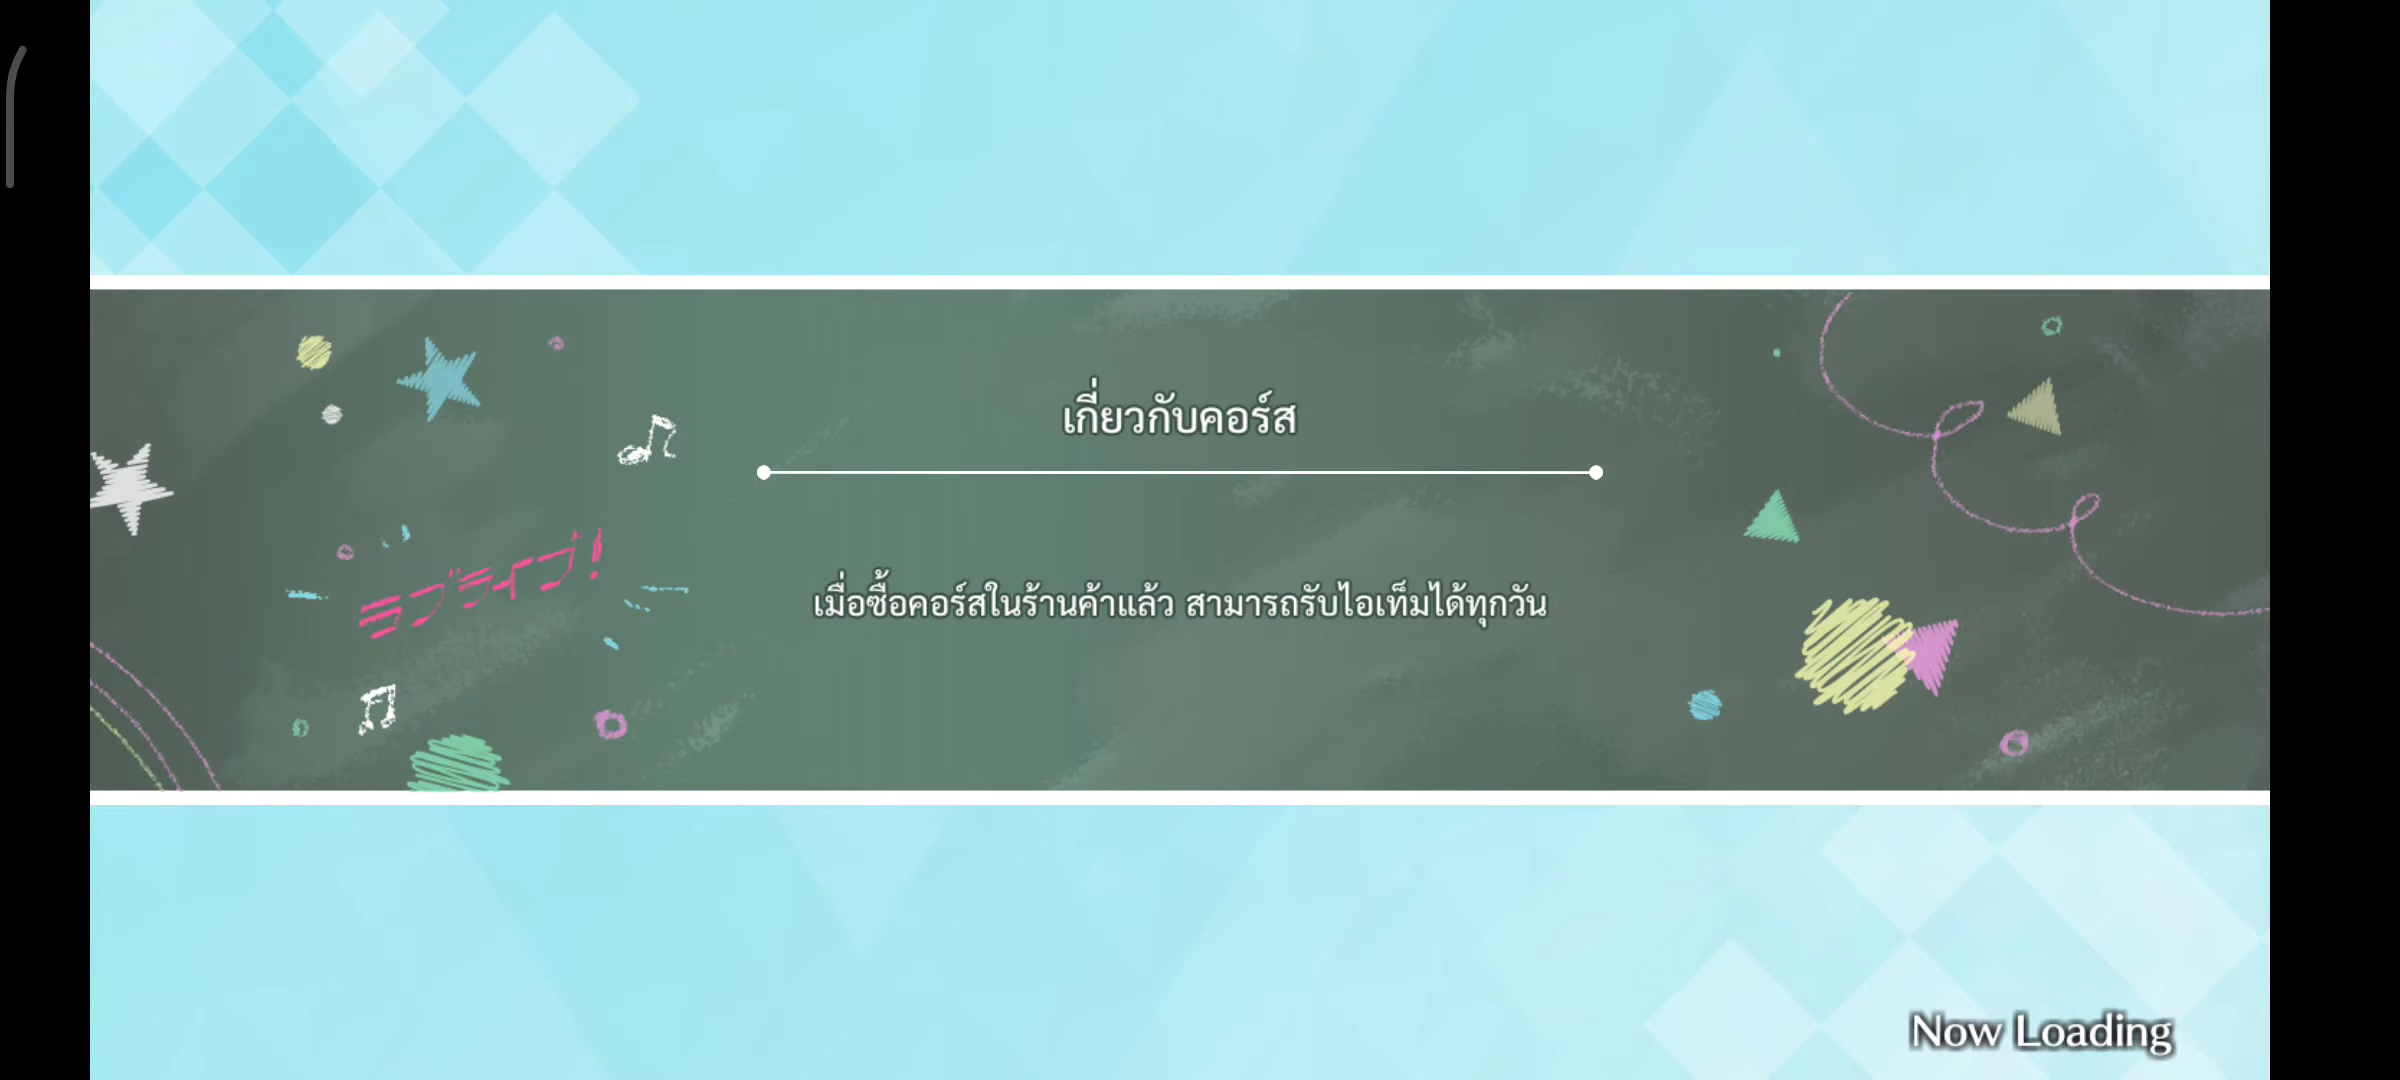 เกี่ยวกับคอร์ส
ラブライブ!
เมื่อซื้อคอร์สในร้านค้าแล้ว สามารถรับไอเท็มได้ทุกวัน
Now Loading